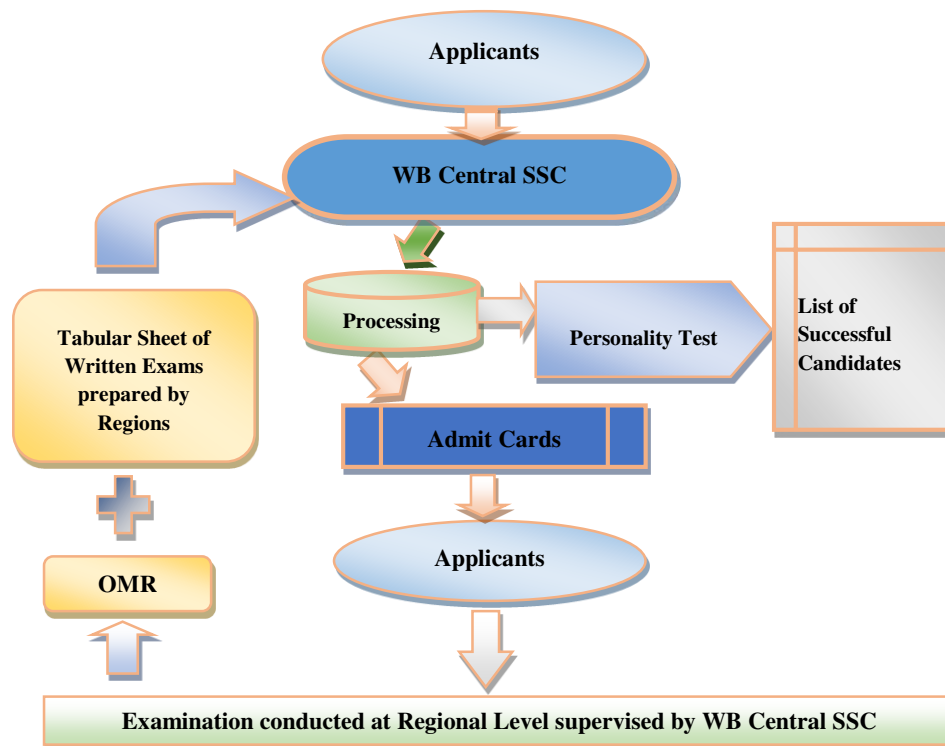 Applicants
WB Central SSC
Processing
Personality Test
List of
Successful
Candidates
Tabular Sheet of
Written Exams
prepared by
Regions
Admit Cards
Applicants
OMR
Examination conducted at Regional Level supervised by WB Central SSC